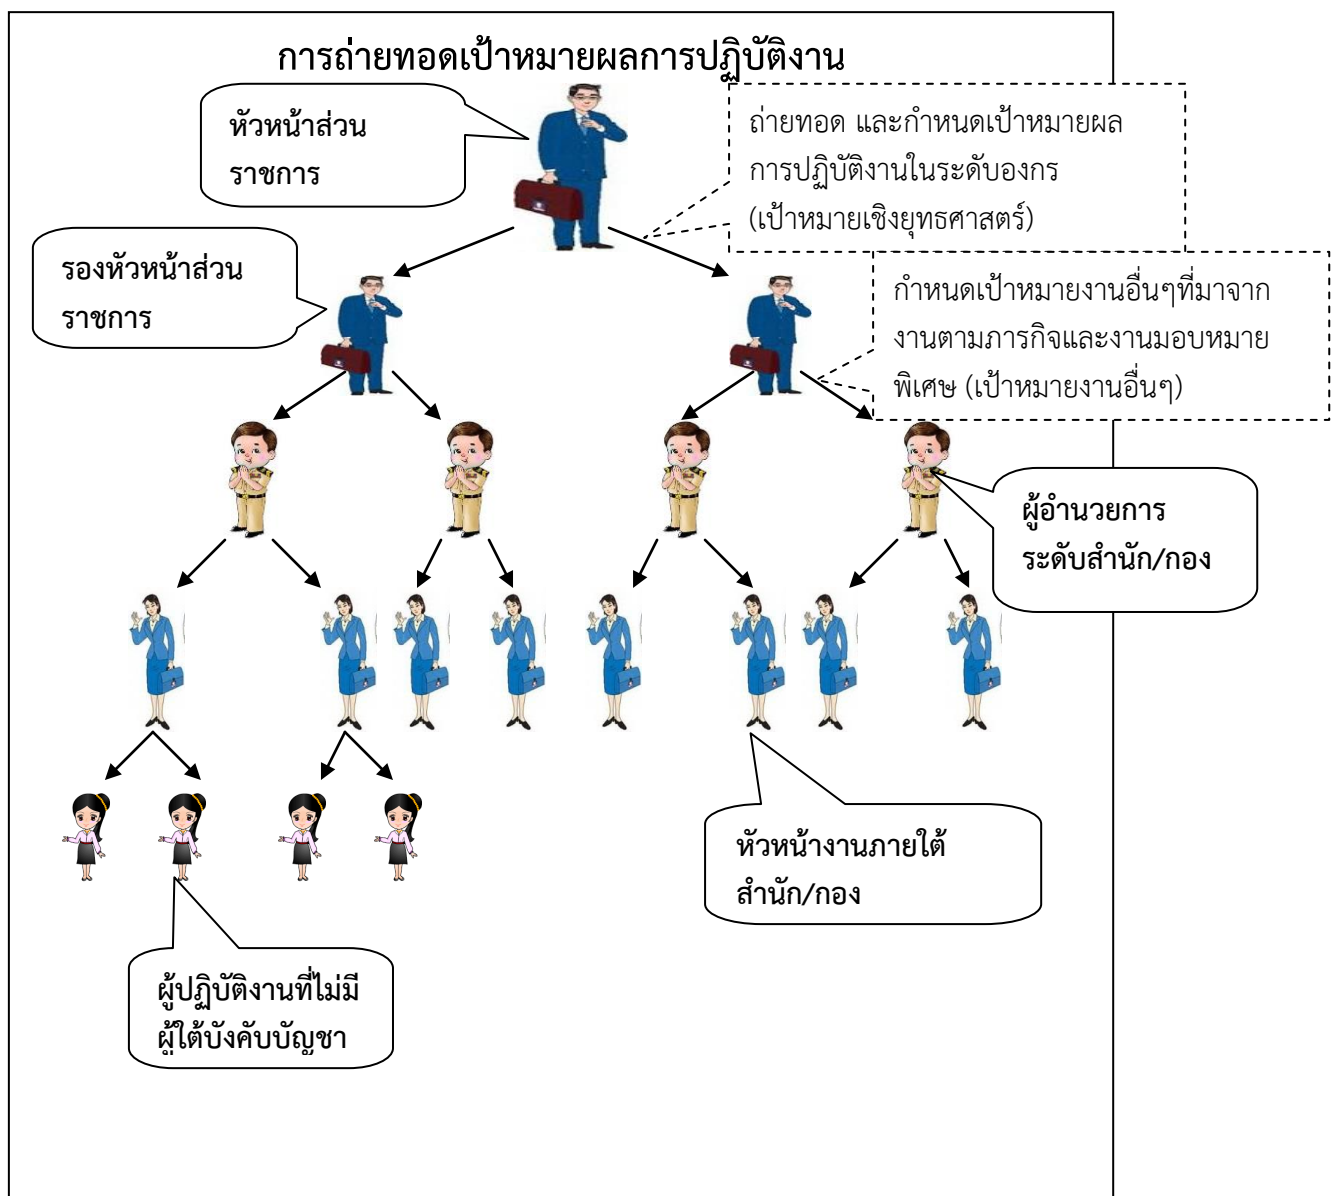 การถ่ายทอดเป้าหมายผลการปฏิบัติงาน
หัวหน้าส่วน
ราชการ
ถ่ายทอด และกำหนดเป้าหมายผล
การปฏิบัติงานในระดับองกร
(เป้าหมายเชิงยุทธศาสตร์)
รองหัวหน้าส่วน
ราชการ
กำหนดเป้าหมายงานอื่นๆที่มาจาก
งานตามภารกิจและงานมอบหมาย
พิเศษ (เป้าหมายงานอื่นๆ)
ผู้อำนวยการ
ระดับสำนัก/กอง
หัวหน้างานภายใต้
สำนัก/กอง
ผู้ปฏิบัติงานที่ไม่มี
ผู้ใต้บังคับบัญชา